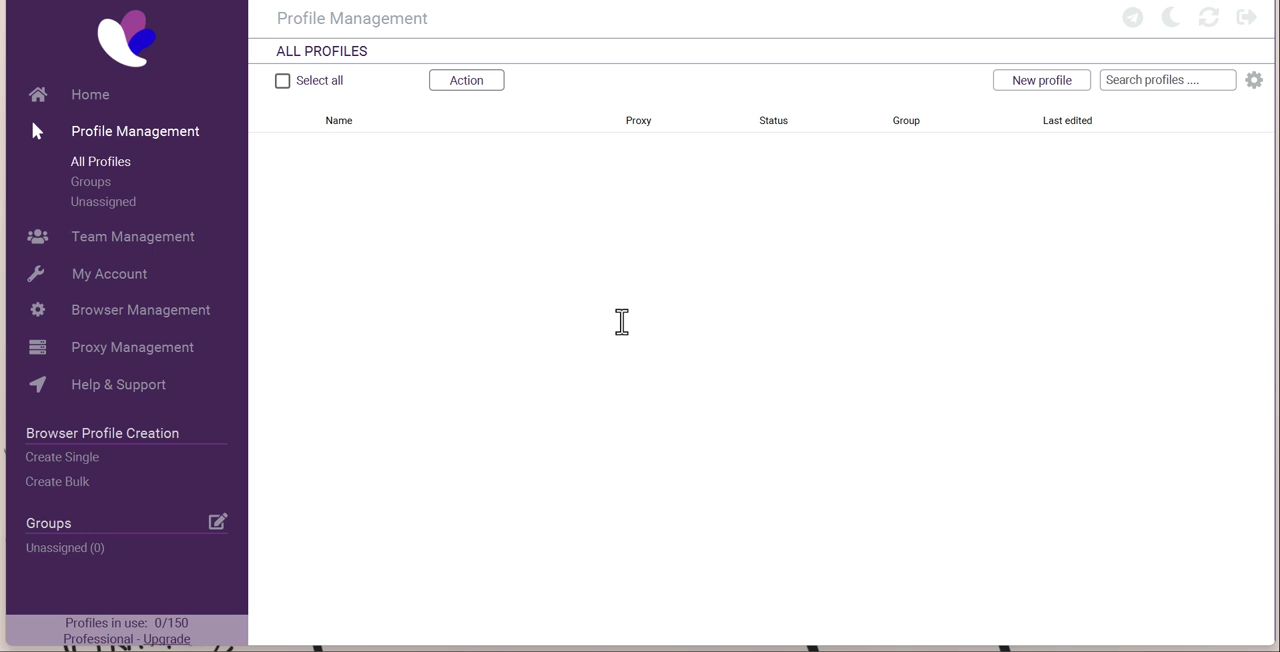 Profile Management
ALL PROFILES
Select all
Action
New profile
Search profiles ....
Name
Proxy
Status
Group
Last edited
Home
Profile Management
All Profiles
Groups
Unassigned
Team Management
My Account
Browser Management
Proxy Management
Help & Support
Browser Profile Creation
Create Single
Create Bulk
Groups
Unassigned (0)
Profiles in use: 0/150
Professional - Upgrade